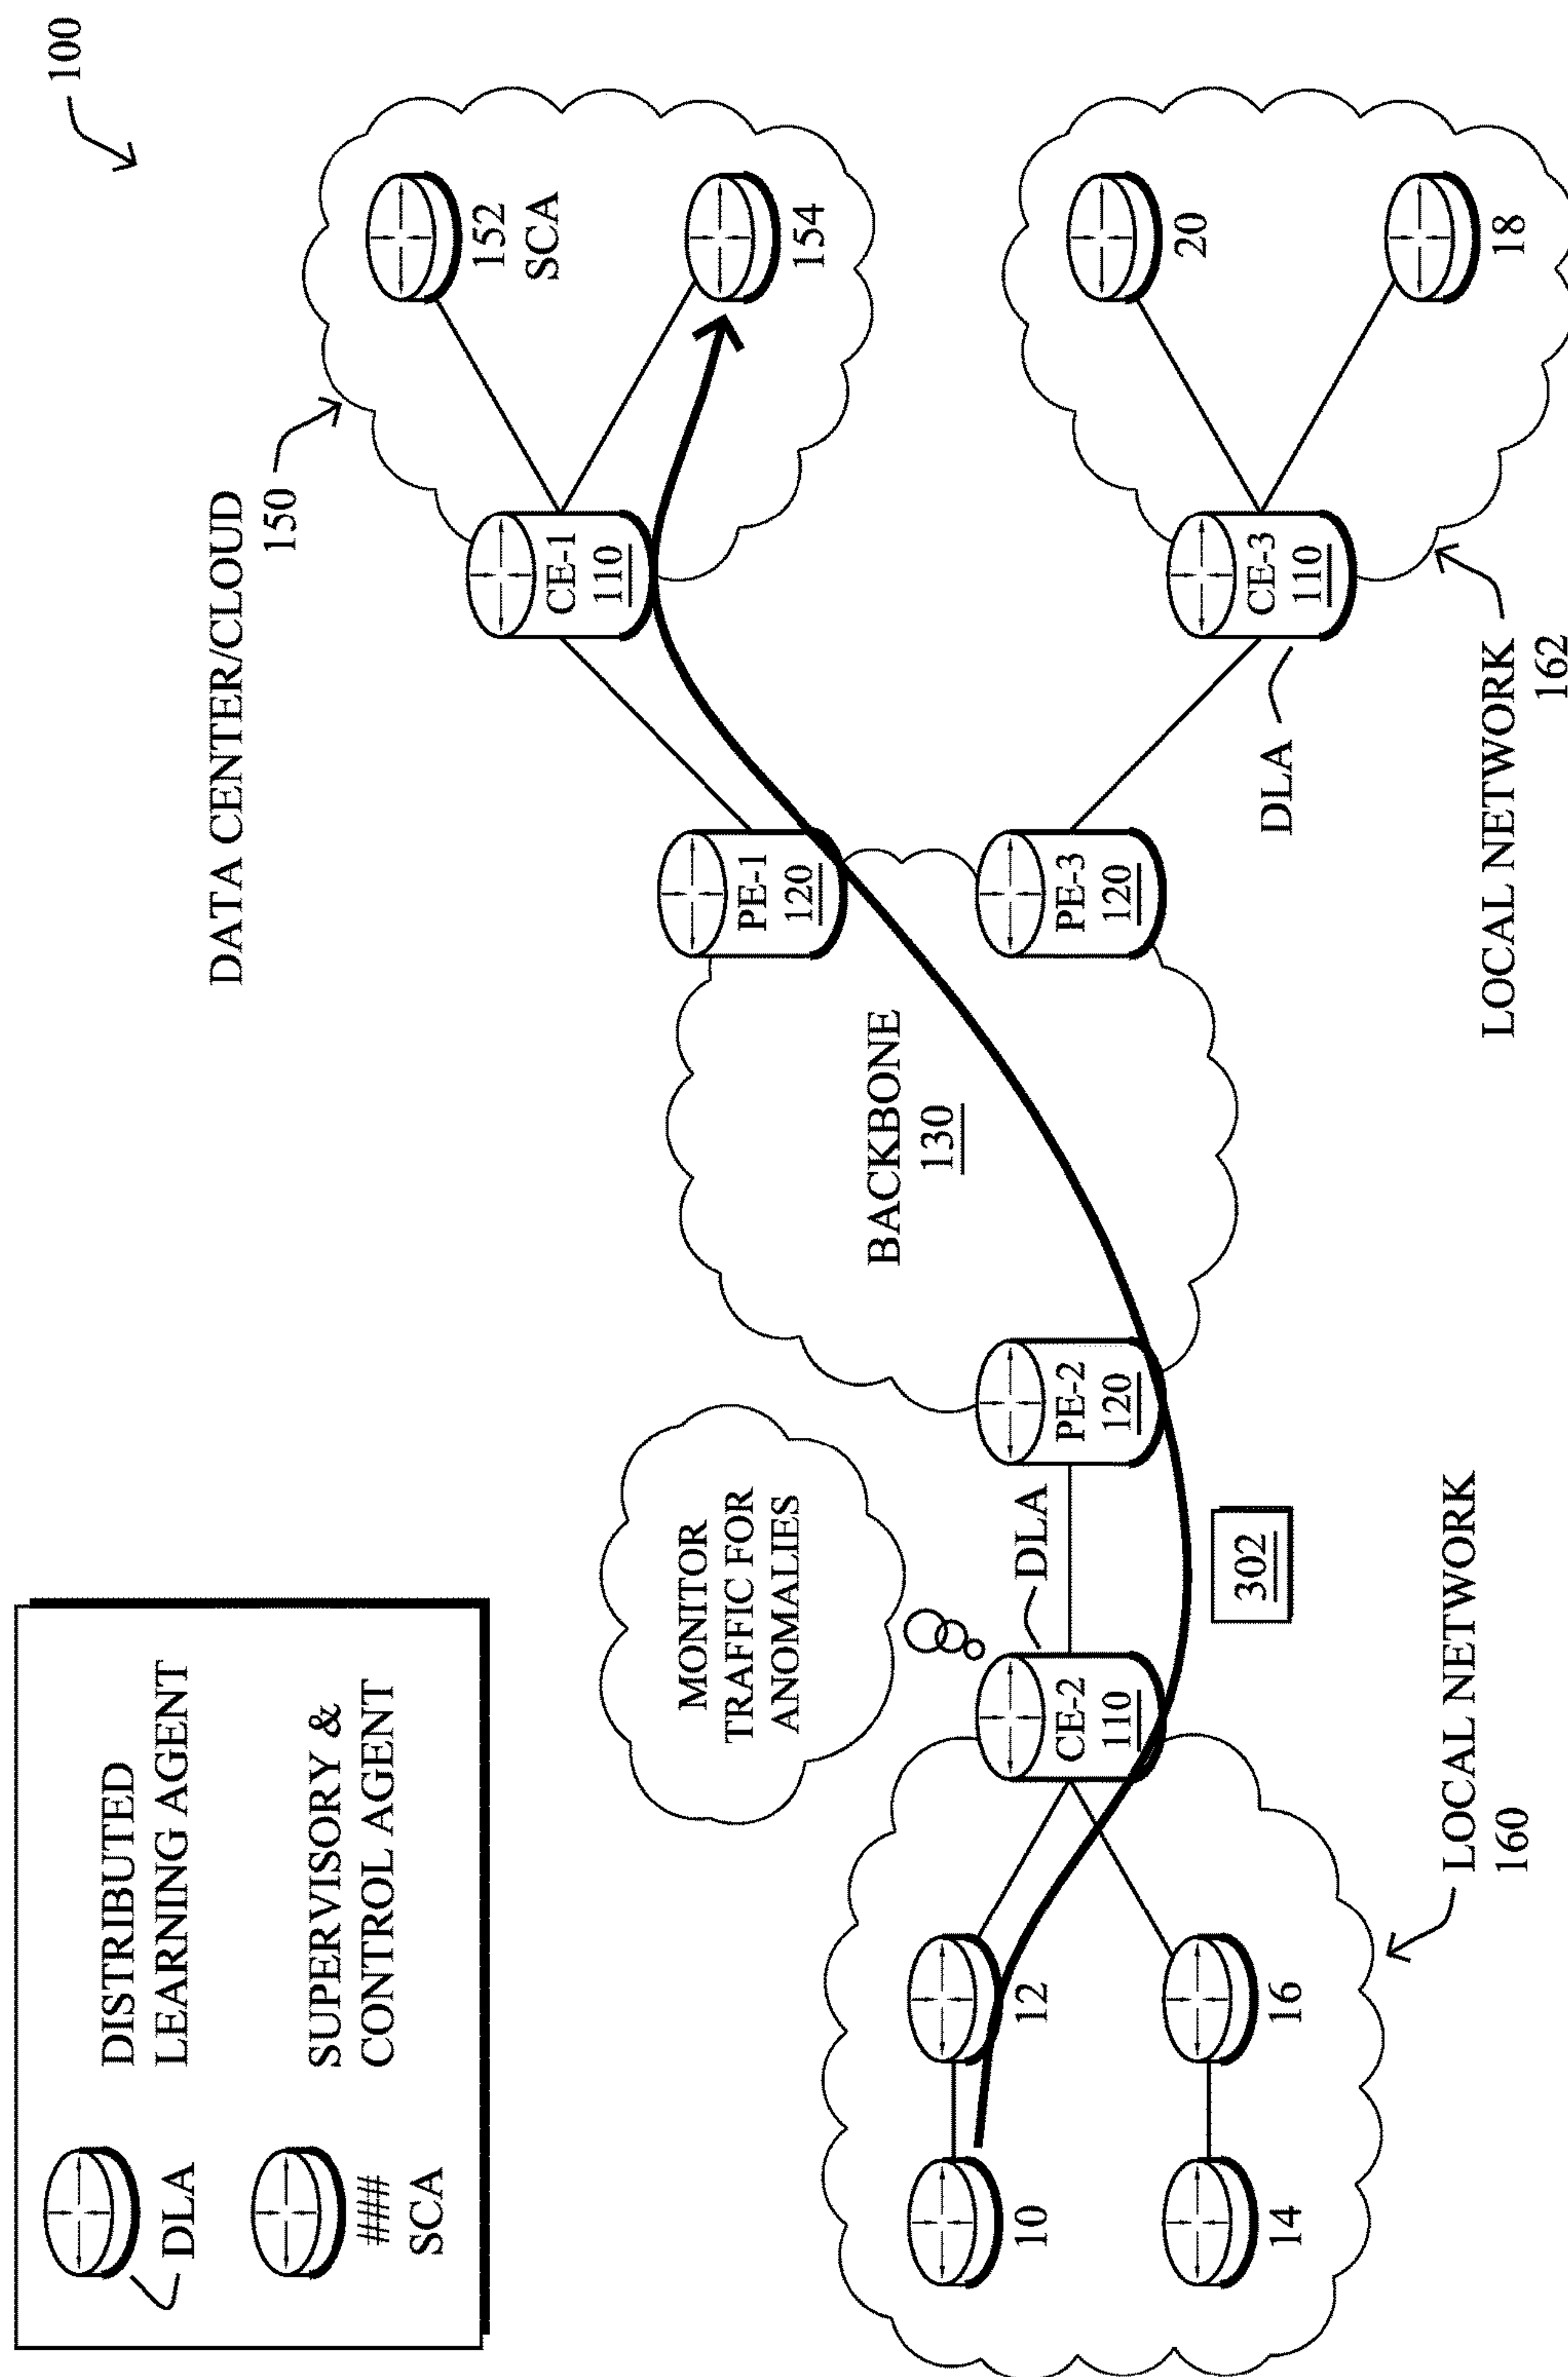 100
DISTRIBUTED
LEARNING AGENT
DLA
SUPERVISORY &
CONTROL AGENT
###
SCA
DATA CENTER/CLOUD
150
152
SCA
154
CE-1
110
PE-1
120
MONITOR
TRAFFIC FOR
ANOMALIES
BACKBONE
130
10
12
14
16
CE-2
110
DLA
PE-2
120
PE-3
120
302
CE-3
110
DLA
20
18
LOCAL NETWORK
160
LOCAL NETWORK
162